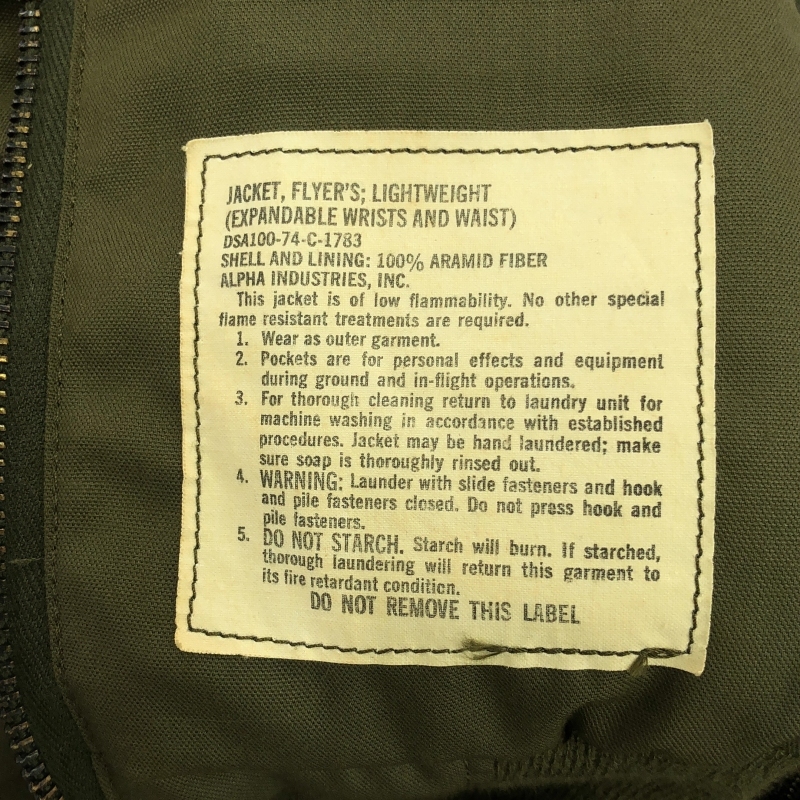 JACKET, FLYER'S; LIGHTWEIGHT
(EXPANDABLE WRISTS AND WAIST)
DSA100-74-C-1783
SHELL AND LINING: 100% ARAMID FIBER
ALPHA INDUSTRIES, INC.
This jacket is of low flammability. No other special
flame resistant treatments are required.
1. Wear as outer garment.
2. Pockets are for personal effects and equipment
during ground and in-flight operations.
3. For thorough cleaning return to laundry unit for
machine washing in accordance with established
procedures. Jacket may be hand laundered; make
sure soap is thoroughly rinsed out.
4. WARNING: Launder with slide fasteners and hook
and pile fasteners closed. Do not press hook and
pile fasteners.
5. DO NOT STARCH. Starch will burn. If starched,
thorough laundering will return this garment to
its fire retardant condition.
DO NOT REMOVE THIS LABEL